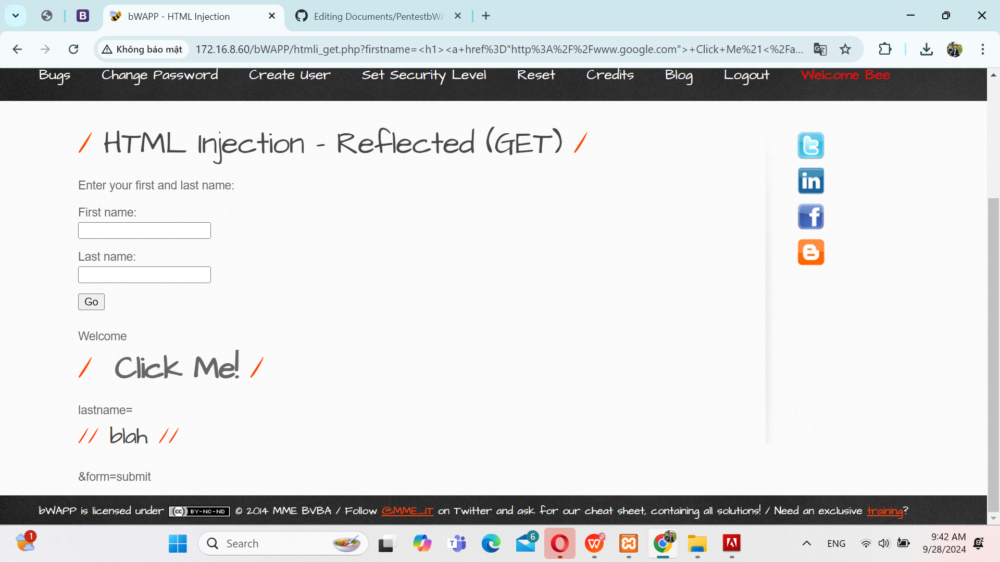 bWAPP - HTML Injection
Editing Documents/PentestbWA
Không bảo mật
172.16.8.60/bWAPP/htmli_get.php?firstname=<h1><a+href%3D"http%3A%2F%2Fwww.google.com">+Click+Me%21<%2Fa...
Bugs Change Password Create User Set Security Level Reset Credits Blog Logout Welcome Bee
/ HTML Injection - Reflected (GET) /
Enter your first and last name:
First name:
Last name:
Go
Welcome
/ Click Me! /
lastname=
// blah //
&form=submit
bWAPP is licensed under (cc) BY-NC-ND © 2014 MME BVBA / Follow @MME_IT on Twitter and ask for our cheat sheet, containing all solutions! / Need an exclusive training?
1
Search
6
ENG
9:42 AM
9/28/2024